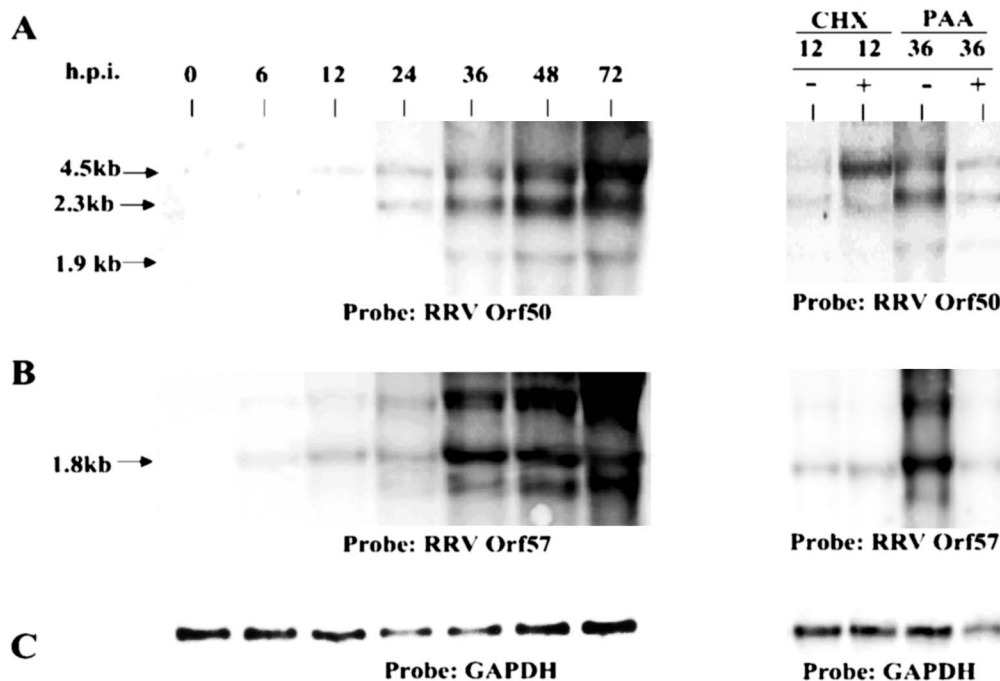 A
CHX PAA
12 12 36 36
h.p.i. 0 6 12 24 36 48 72
- + - +
4.5kb
2.3kb
1.9 kb
Probe: RRV Orf50
Probe: RRV Orf50
B
1.8kb
Probe: RRV Orf57
Probe: RRV Orf57
C
Probe: GAPDH
Probe: GAPDH